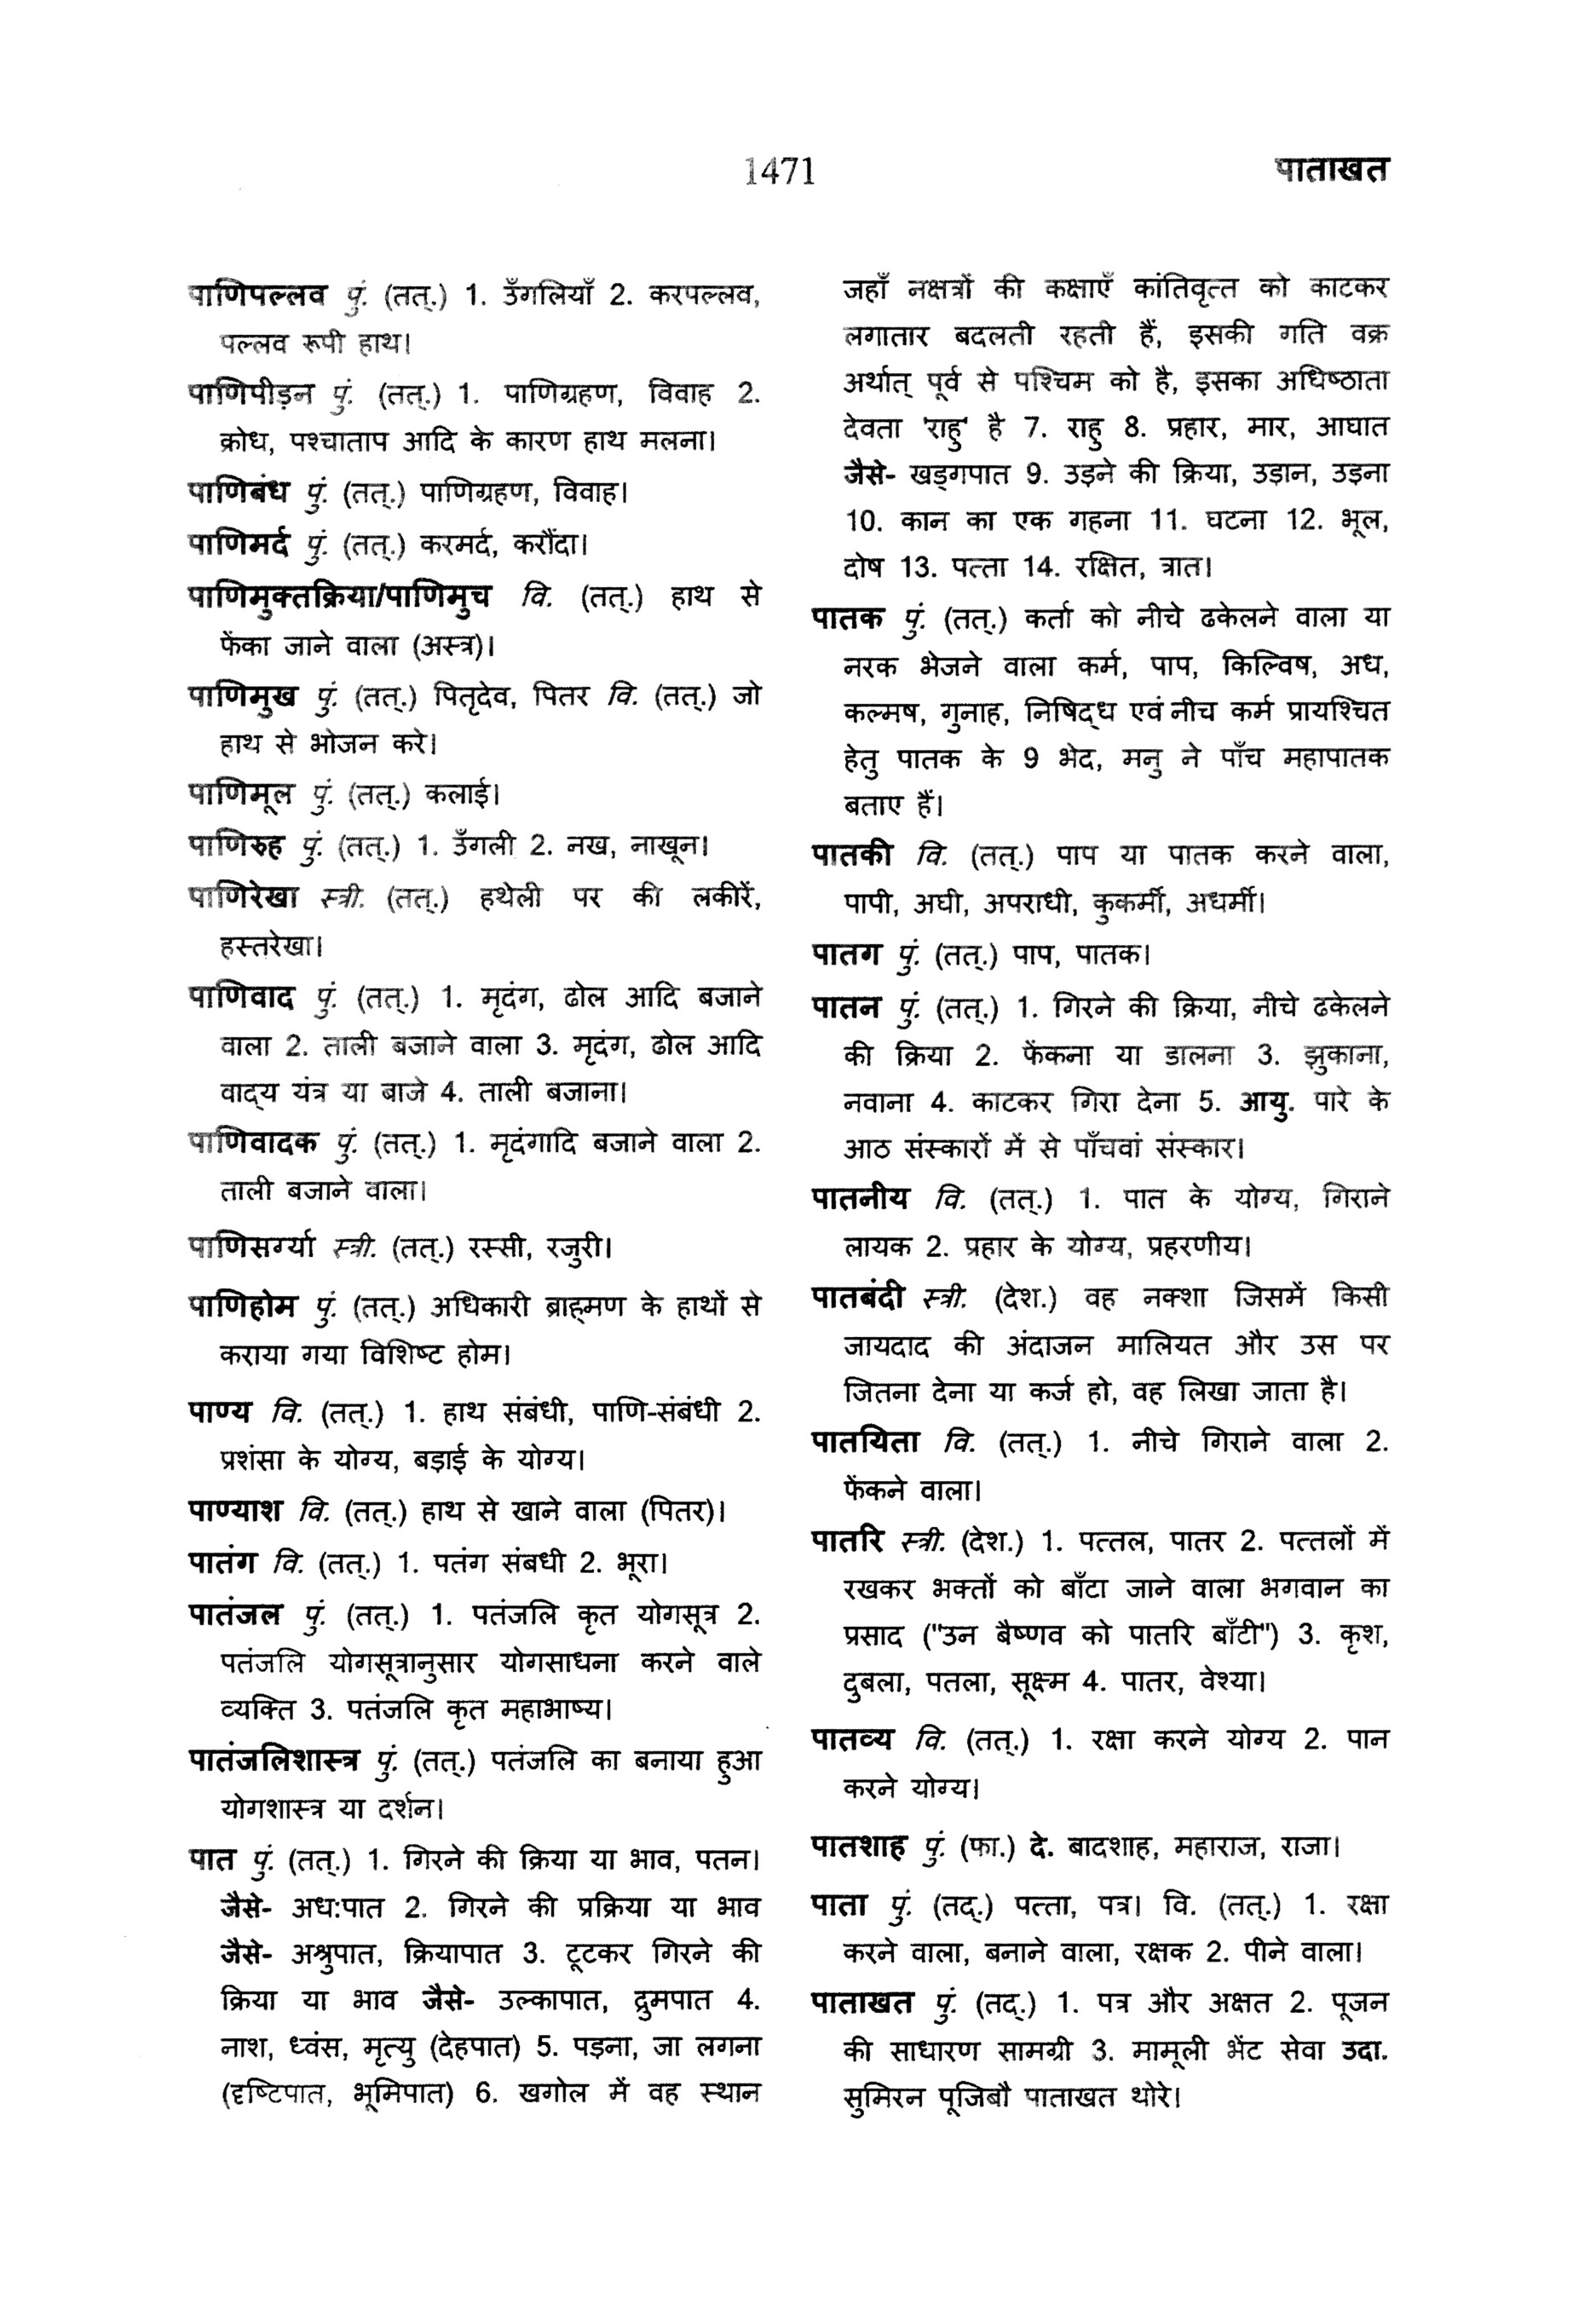 1471
पाताखत
पाणिपल्लव पुं. (तत्.) 1. उँगलियाँ 2. करपल्लव,
पल्लव रूपी हाथ।
पाणिपीड़न पुं. (तत्.) 1. पाणिग्रहण, विवाह 2.
क्रोध, पश्चाताप आदि के कारण हाथ मलना।
पाणिबंध पुं. (तत्.) पाणिग्रहण, विवाह।
पाणिमर्द पुं. (तत्.) करमर्द, करौंदा।
पाणिमुक्तक्रिया/पाणिमुच वि. (तत्.) हाथ से
फेंका जाने वाला (अस्त्र)।
पाणिमुख पुं. (तत्.) पितृदेव, पितर वि. (तत्.) जो
हाथ से भोजन करे।
पाणिमूल पुं. (तत्.) कलाई।
पाणिरुह पुं. (तत्.) 1. उँगली 2. नख, नाखून।
पाणिरेखा स्त्री. (तत्.) हथेली पर की लकीरें,
हस्तरेखा।
पाणिवाद पुं. (तत्.) 1. मृदंग, ढोल आदि बजाने
वाला 2. ताली बजाने वाला 3. मृदंग, ढोल आदि
वाद्‌य यंत्र या बाजे 4. ताली बजाना।
पाणिवादक पुं. (तत्.) 1. मृदंगादि बजाने वाला 2.
ताली बजाने वाला।
पाणिसर्ग्या स्त्री. (तत्.) रस्सी, रजुरी।
पाणिहोम पुं. (तत्.) अधिकारी ब्राह्‌मण के हाथों से
कराया गया विशिष्ट होम।
पाण्य वि. (तत्.) 1. हाथ संबंधी, पाणि-संबंधी 2.
प्रशंसा के योग्य, बड़ाई के योग्य।
पाण्याश वि. (तत्.) हाथ से खाने वाला (पितर)।
पातंग वि. (तत्.) 1. पतंग संबधी 2. भूरा।
पातंजल पुं. (तत्.) 1. पतंजलि कृत योगसूत्र 2.
पतंजलि योगसूत्रानुसार योगसाधना करने वाले
व्यक्ति 3. पतंजलि कृत महाभाष्य।
पातंजलिशास्त्र पुं. (तत्.) पतंजलि का बनाया हुआ
योगशास्त्र या दर्शन।
पात पुं. (तत्.) 1. गिरने की क्रिया या भाव, पतन।
जैसे- अध:पात 2. गिरने की प्रक्रिया या भाव
जैसे- अश्रुपात, क्रियापात 3. टूटकर गिरने की
क्रिया या भाव जैसे- उल्कापात, द्रुमपात 4.
नाश, ध्वंस, मृत्यु (देहपात) 5. पड़ना, जा लगना
(दृष्टिपात, भूमिपात) 6. खगोल में वह स्थान
जहाँ नक्षत्रों की कक्षाएँ कांतिवृत्त को काटकर
लगातार बदलती रहती हैं, इसकी गति वक्र
अर्थात् पूर्व से पश्चिम को है, इसका अधिष्ठाता
देवता 'राहु' है 7. राहु 8. प्रहार, मार, आघात
जैसे- खड्‌गपात 9. उड़ने की क्रिया, उड़ान, उड़ना
10. कान का एक गहना 11. घटना 12. भूल,
दोष 13. पत्ता 14. रक्षित, त्रात।
पातक पुं. (तत्.) कर्ता को नीचे ढकेलने वाला या
नरक भेजने वाला कर्म, पाप, किल्विष, अध,
कल्मष, गुनाह, निषिद्‌ध एवं नीच कर्म प्रायश्चित
हेतु पातक के 9 भेद, मनु ने पाँच महापातक
बताए हैं।
पातकी वि. (तत्.) पाप या पातक करने वाला,
पापी, अघी, अपराधी, कुकर्मी, अधर्मी।
पातग पुं. (तत्.) पाप, पातक।
पातन पुं. (तत्.) 1. गिरने की क्रिया, नीचे ढकेलने
की क्रिया 2. फेंकना या डालना 3. झुकाना,
नवाना 4. काटकर गिरा देना 5. आयु. पारे के
आठ संस्कारों में से पाँचवां संस्कार।
पातनीय वि. (तत्.) 1. पात के योग्य, गिराने
लायक 2. प्रहार के योग्य, प्रहरणीय।
पातबंदी स्त्री. (देश.) वह नक्शा जिसमें किसी
जायदाद की अंदाजन मालियत और उस पर
जितना देना या कर्ज हो, वह लिखा जाता है।
पातयिता वि. (तत्.) 1. नीचे गिराने वाला 2.
फेंकने वाला।
पातरि स्त्री. (देश.) 1. पत्तल, पातर 2. पत्तलों में
रखकर भक्तों को बाँटा जाने वाला भगवान का
प्रसाद ("उन बैष्णव को पातरि बाँटी") 3. कृश,
दुबला, पतला, सूक्ष्म 4. पातर, वेश्या।
पातव्य वि. (तत्.) 1. रक्षा करने योग्य 2. पान
करने योग्य।
पातशाह पुं. (फा.) दे. बादशाह, महाराज, राजा।
पाता पुं. (तद्.) पत्ता, पत्र। वि. (तत्.) 1. रक्षा
करने वाला, बनाने वाला, रक्षक 2. पीने वाला।
पाताखत पुं. (तद्.) 1. पत्र और अक्षत 2. पूजन
की साधारण सामग्री 3. मामूली भेंट सेवा उदा.
सुमिरन पूजिबौ पाताखत थोरे।